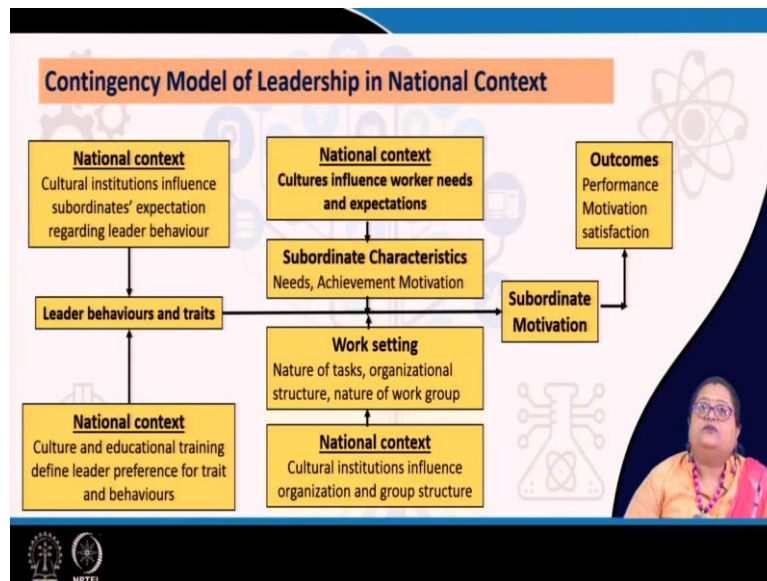 Contingency Model of Leadership in National Context
National context
Cultural institutions influence
subordinates' expectation
regarding leader behaviour
Leader behaviours and traits
National context
Culture and educational training
define leader preference for trait
and behaviours
National context
Cultures influence worker needs
and expectations
Subordinate Characteristics
Needs, Achievement Motivation
Work setting
Nature of tasks, organizational
structure, nature of work group
National context
Cultural institutions influence
organization and group structure
Subordinate
Motivation
Outcomes
Performance
Motivation
satisfaction
NPTEL